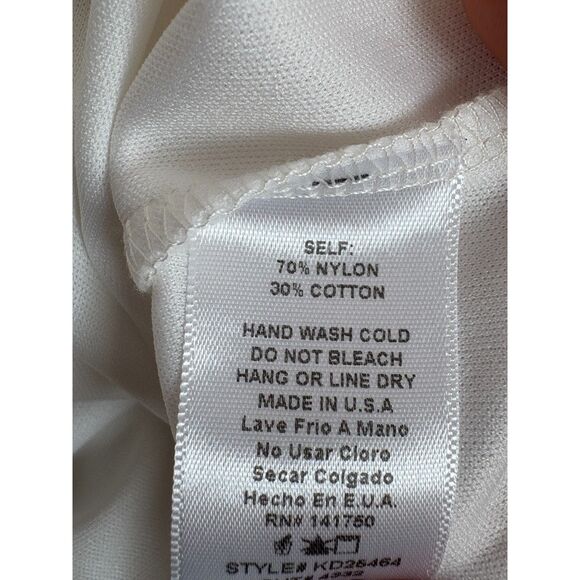 SELF:
70% NYLON
30% COTTON
HAND WASH COLD
DO NOT BLEACH
HANG OR LINE DRY
MADE IN U.S.A
Lave Frio A Mano
No Usar Cloro
Secar Colgado
Hecho En E.U.A.
RN# 141750
STYLE# KD25464
4332